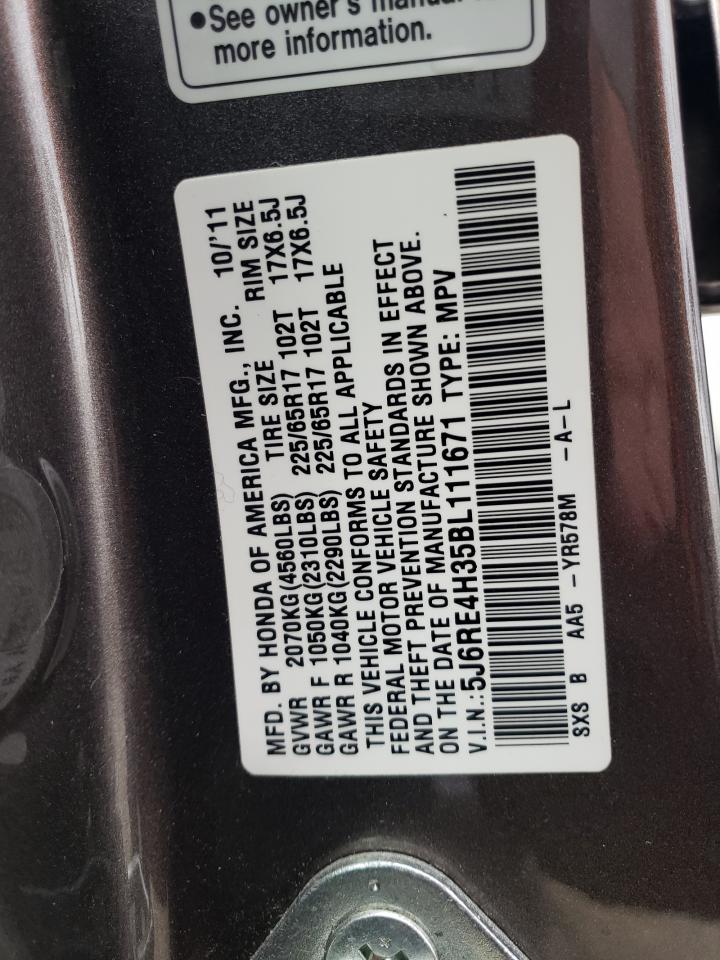 ●See owner's manual
more information.
MFD. BY HONDA OF AMERICA MFG., INC. 10/'11
GVWR 2070KG(4560LBS) TIRE SIZE RIM SIZE
GAWR F 1050KG(2310LBS) 225/65R17 102T 17X6.5J
GAWR R 1040KG(2290LBS) 225/65R17 102T 17X6.5J
THIS VEHICLE CONFORMS TO ALL APPLICABLE
FEDERAL MOTOR VEHICLE SAFETY
AND THEFT PREVENTION STANDARDS IN EFFECT
ON THE DATE OF MANUFACTURE SHOWN ABOVE.
V.I.N.:5J6RE4H35BL111671 TYPE: MPV
SXS B AA5 -YR578M -A-L